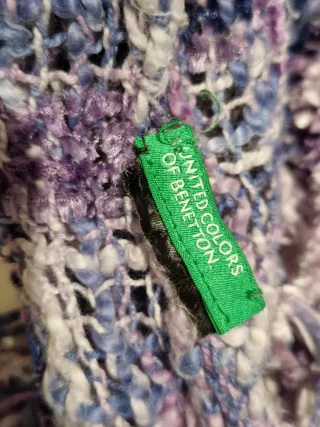 UNITED COLORS
OF BENETTON.